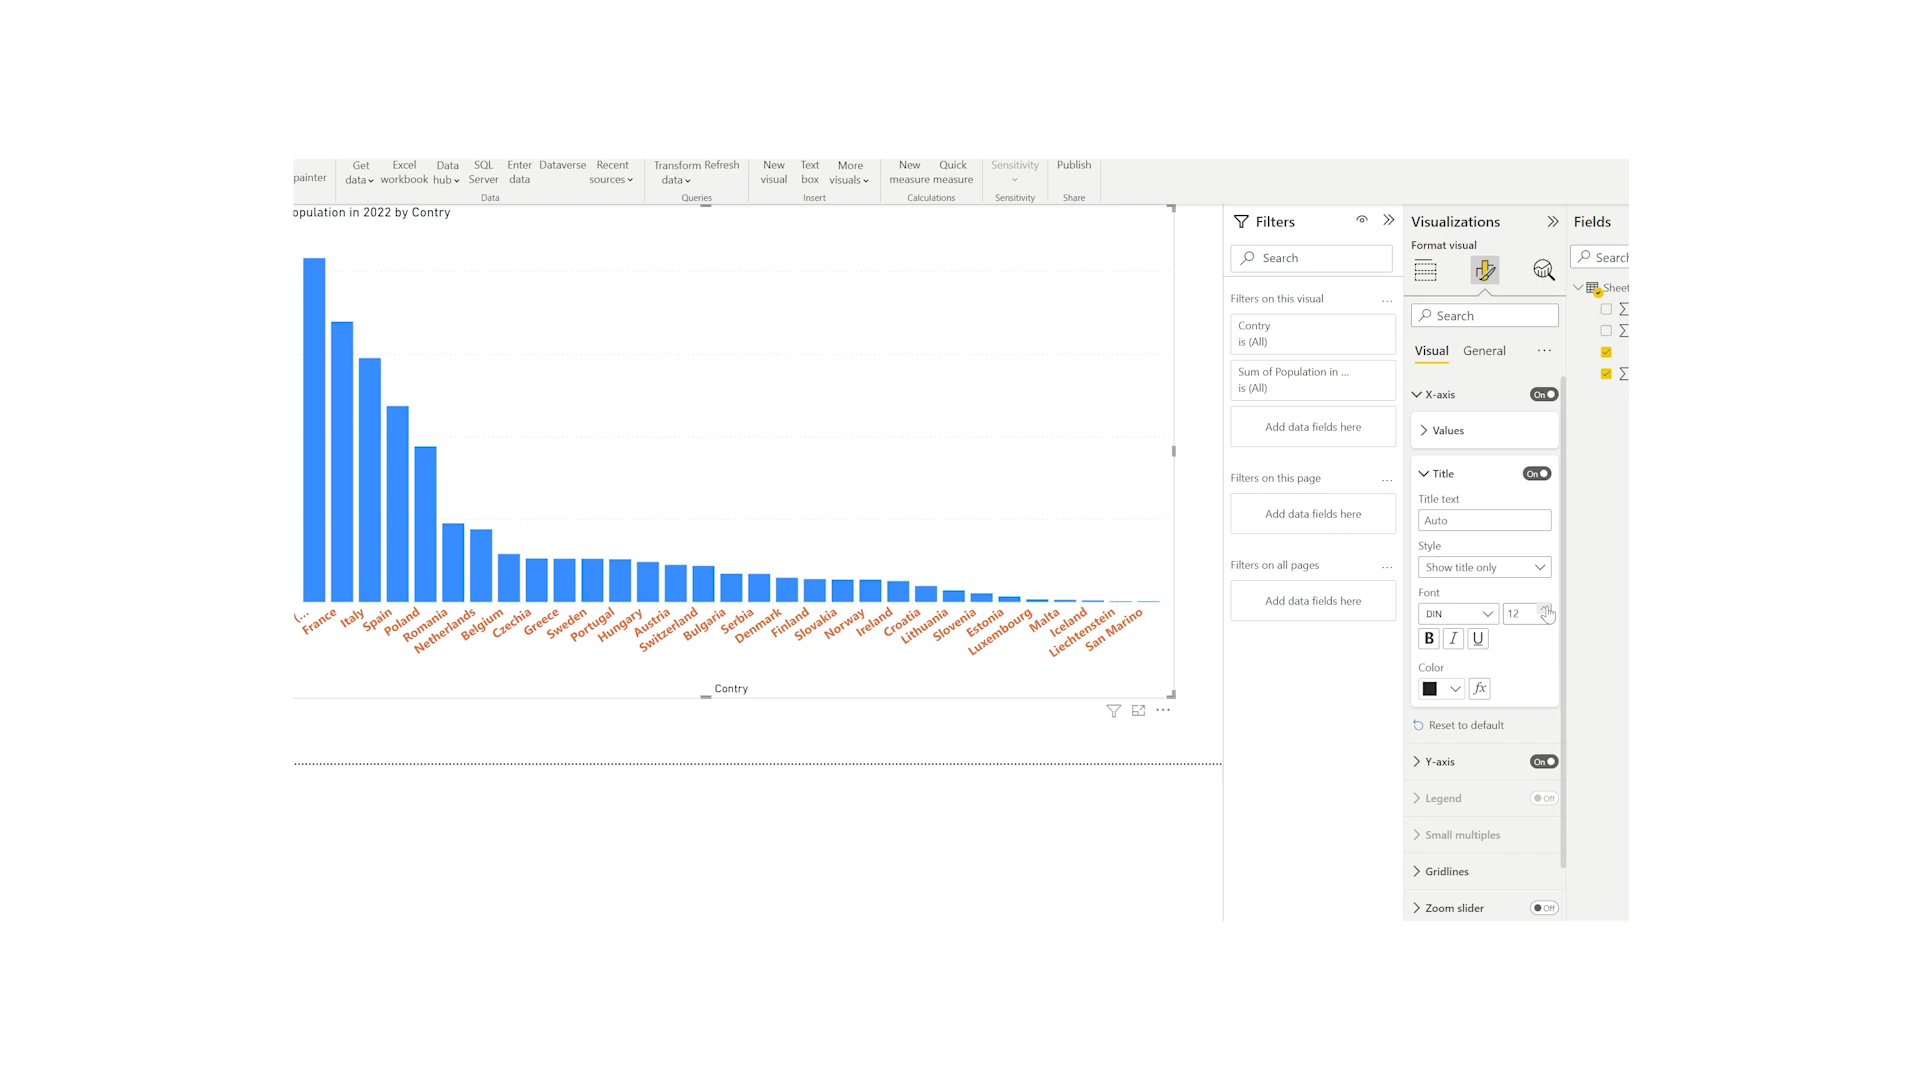 painter
Get data
Excel workbook
Data hub
SQL Server
Enter data
Dataverse
Recent sources
Transform data
Refresh
New visual
Text box
More visuals
New measure
Quick measure
Sensitivity
Publish
Data
Queries
Insert
Calculations
Sensitivity
Share
opulation in 2022 by Contry
(...
France
Italy
Spain
Poland
Romania
Netherlands
Belgium
Czechia
Greece
Sweden
Portugal
Hungary
Austria
Switzerland
Bulgaria
Serbia
Denmark
Finland
Slovakia
Norway
Ireland
Croatia
Lithuania
Slovenia
Estonia
Luxembourg
Malta
Iceland
Liechtenstein
San Marino
Contry
Filters
Search
Filters on this visual ...
Contry
is (All)
Sum of Population in ...
is (All)
Add data fields here
Filters on this page ...
Add data fields here
Filters on all pages ...
Add data fields here
Visualizations
Format visual
Search
Visual General ...
X-axis On
Values
Title On
Title text
Auto
Style
Show title only
Font
DIN 12
B I U
Color
fx
Reset to default
Y-axis On
Legend Off
Small multiples
Gridlines
Zoom slider Off
Fields
Search
Sheet
Σ
Σ
Σ